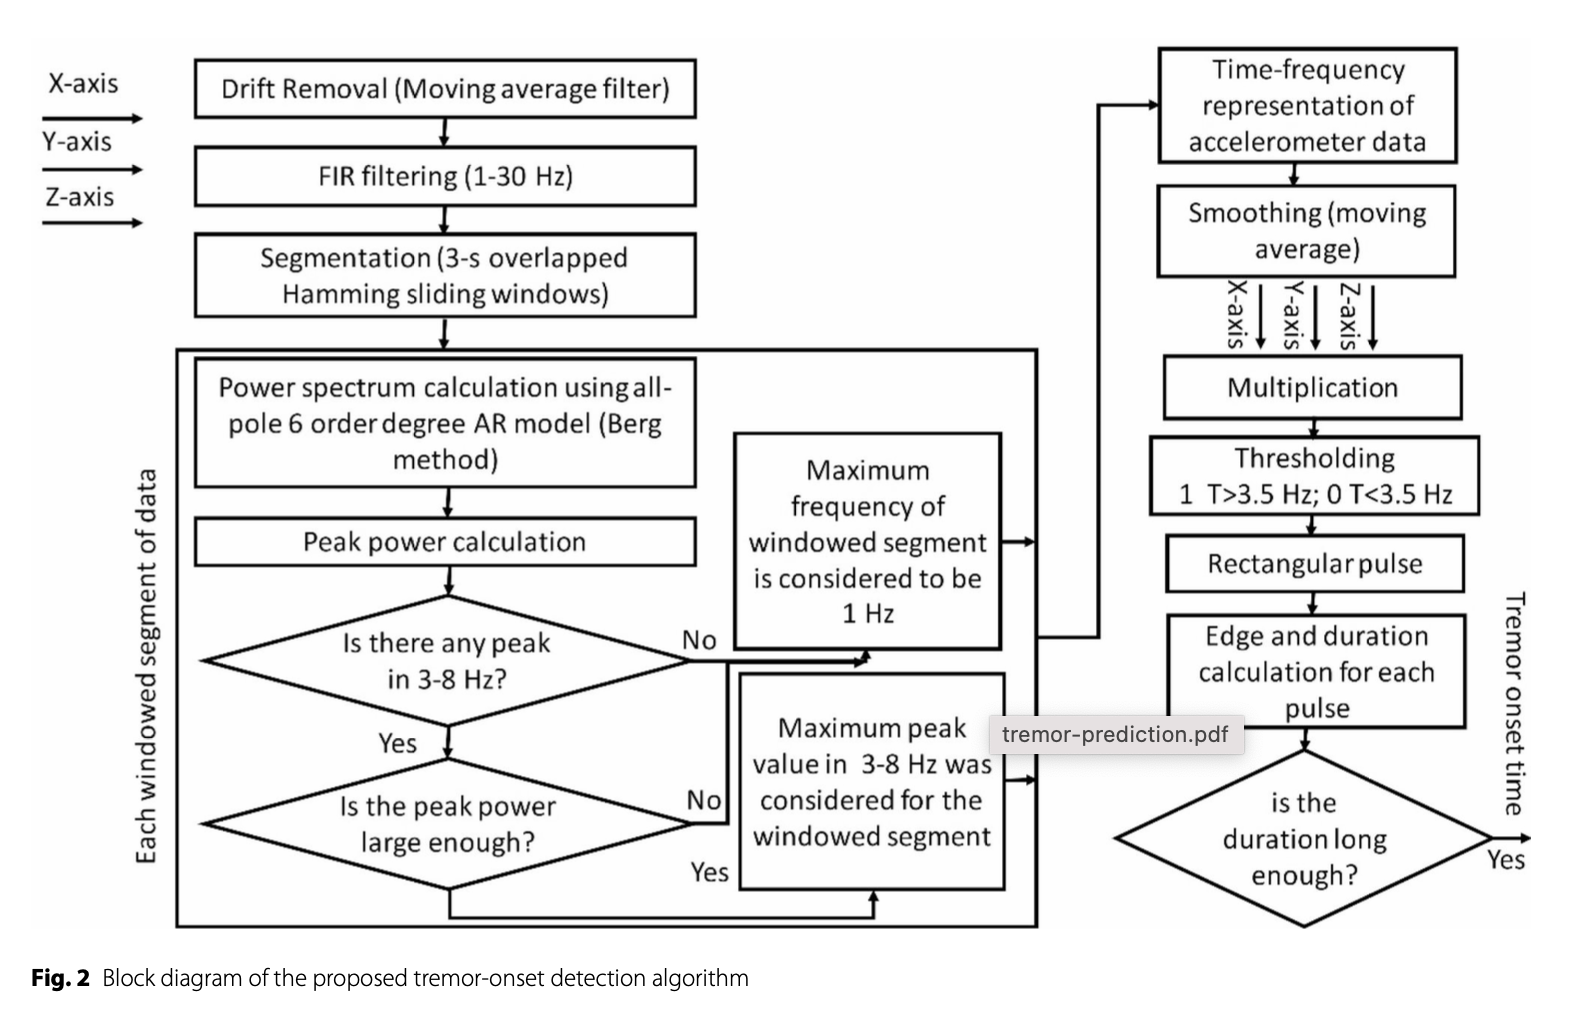 X-axis
Y-axis
Z-axis
Drift Removal (Moving average filter)
FIR filtering (1-30 Hz)
Segmentation (3-s overlapped
Hamming sliding windows)
Each windowed segment of data
Power spectrum calculation using all-
pole 6 order degree AR model (Berg
method)
Peak power calculation
Is there any peak
in 3-8 Hz?
No
Yes
Is the peak power
large enough?
No
Yes
Maximum
frequency of
windowed segment
is considered to be
1 Hz
Maximum peak
value in 3-8 Hz was
considered for the
windowed segment
Time-frequency
representation of
accelerometer data
Smoothing (moving
average)
X-axis
Y-axis
Z-axis
Multiplication
Thresholding
1 T>3.5 Hz; 0 T<3.5 Hz
Rectangular pulse
Edge and duration
calculation for each
pulse
tremor-prediction.pdf
is the
duration long
enough?
Yes
Tremor onset time
Fig. 2 Block diagram of the proposed tremor-onset detection algorithm